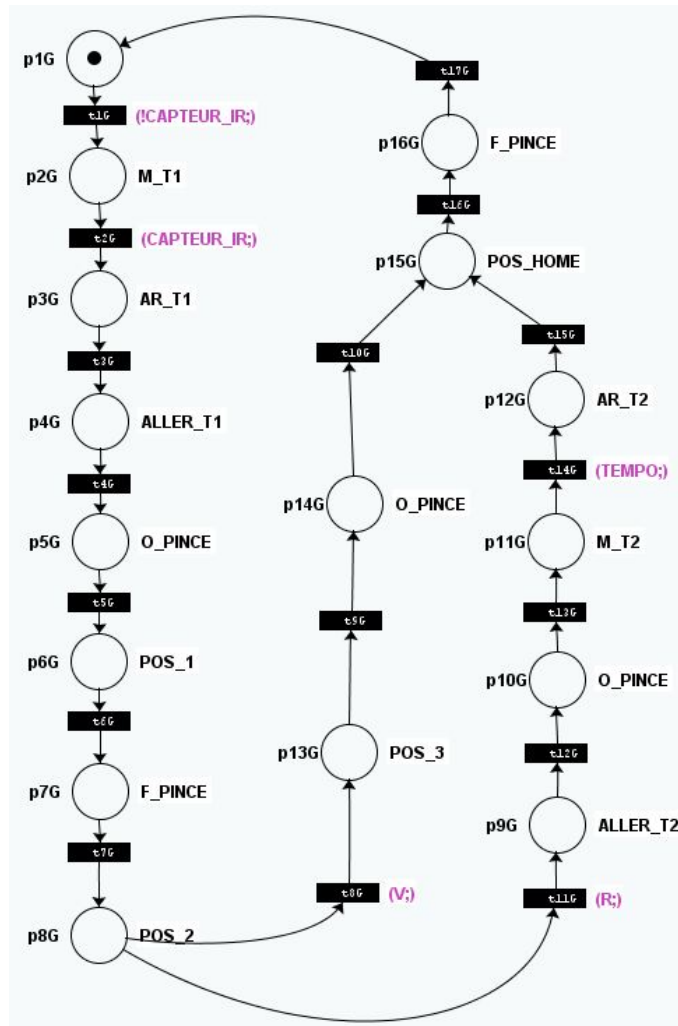 p1G
t1G (!CAPTEUR_IR;)
p2G M_T1
t2G (CAPTEUR_IR;)
p3G AR_T1
t3G
p4G ALLER_T1
t4G
p5G O_PINCE
t5G
p6G POS_1
t6G
p7G F_PINCE
t7G
p8G POS_2
t8G (V;)
p13G POS_3
t9G
p14G O_PINCE
t10G
t11G (R;)
p9G ALLER_T2
t12G
p10G O_PINCE
t13G
p11G M_T2
t14G (TEMPO;)
p12G AR_T2
t15G
p15G POS_HOME
t16G
p16G F_PINCE
t17G